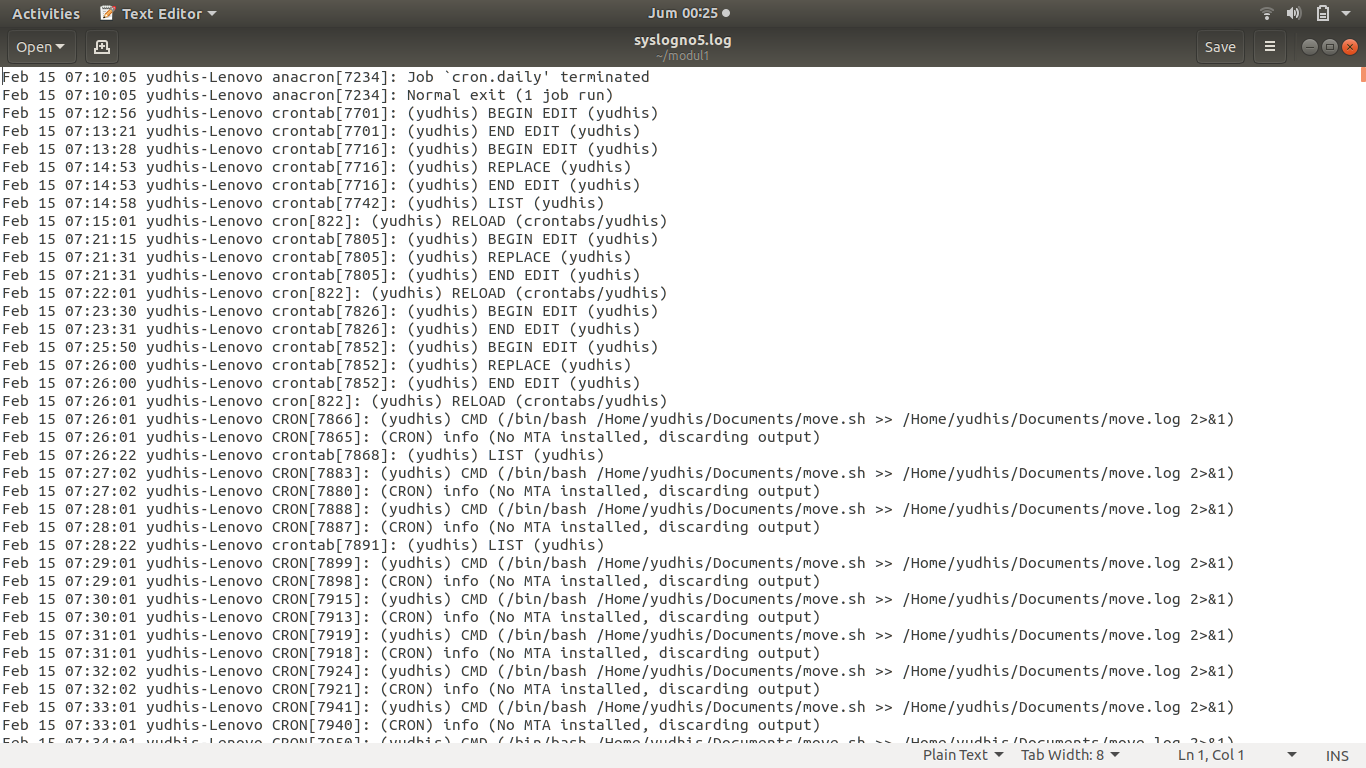 Activities Text Editor Jum 00:25
Open syslogno5.log Save
~/modul1
Feb 15 07:10:05 yudhis-Lenovo anacron[7234]: Job `cron.daily' terminated
Feb 15 07:10:05 yudhis-Lenovo anacron[7234]: Normal exit (1 job run)
Feb 15 07:12:56 yudhis-Lenovo crontab[7701]: (yudhis) BEGIN EDIT (yudhis)
Feb 15 07:13:21 yudhis-Lenovo crontab[7701]: (yudhis) END EDIT (yudhis)
Feb 15 07:13:28 yudhis-Lenovo crontab[7716]: (yudhis) BEGIN EDIT (yudhis)
Feb 15 07:14:53 yudhis-Lenovo crontab[7716]: (yudhis) REPLACE (yudhis)
Feb 15 07:14:53 yudhis-Lenovo crontab[7716]: (yudhis) END EDIT (yudhis)
Feb 15 07:14:58 yudhis-Lenovo crontab[7742]: (yudhis) LIST (yudhis)
Feb 15 07:15:01 yudhis-Lenovo cron[822]: (yudhis) RELOAD (crontabs/yudhis)
Feb 15 07:21:15 yudhis-Lenovo crontab[7805]: (yudhis) BEGIN EDIT (yudhis)
Feb 15 07:21:31 yudhis-Lenovo crontab[7805]: (yudhis) REPLACE (yudhis)
Feb 15 07:21:31 yudhis-Lenovo crontab[7805]: (yudhis) END EDIT (yudhis)
Feb 15 07:22:01 yudhis-Lenovo cron[822]: (yudhis) RELOAD (crontabs/yudhis)
Feb 15 07:23:30 yudhis-Lenovo crontab[7826]: (yudhis) BEGIN EDIT (yudhis)
Feb 15 07:23:31 yudhis-Lenovo crontab[7826]: (yudhis) END EDIT (yudhis)
Feb 15 07:25:50 yudhis-Lenovo crontab[7852]: (yudhis) BEGIN EDIT (yudhis)
Feb 15 07:26:00 yudhis-Lenovo crontab[7852]: (yudhis) REPLACE (yudhis)
Feb 15 07:26:00 yudhis-Lenovo crontab[7852]: (yudhis) END EDIT (yudhis)
Feb 15 07:26:01 yudhis-Lenovo cron[822]: (yudhis) RELOAD (crontabs/yudhis)
Feb 15 07:26:01 yudhis-Lenovo CRON[7866]: (yudhis) CMD (/bin/bash /Home/yudhis/Documents/move.sh >> /Home/yudhis/Documents/move.log 2>&1)
Feb 15 07:26:01 yudhis-Lenovo CRON[7865]: (CRON) info (No MTA installed, discarding output)
Feb 15 07:26:22 yudhis-Lenovo crontab[7868]: (yudhis) LIST (yudhis)
Feb 15 07:27:02 yudhis-Lenovo CRON[7883]: (yudhis) CMD (/bin/bash /Home/yudhis/Documents/move.sh >> /Home/yudhis/Documents/move.log 2>&1)
Feb 15 07:27:02 yudhis-Lenovo CRON[7880]: (CRON) info (No MTA installed, discarding output)
Feb 15 07:28:01 yudhis-Lenovo CRON[7888]: (yudhis) CMD (/bin/bash /Home/yudhis/Documents/move.sh >> /Home/yudhis/Documents/move.log 2>&1)
Feb 15 07:28:01 yudhis-Lenovo CRON[7887]: (CRON) info (No MTA installed, discarding output)
Feb 15 07:28:22 yudhis-Lenovo crontab[7891]: (yudhis) LIST (yudhis)
Feb 15 07:29:01 yudhis-Lenovo CRON[7899]: (yudhis) CMD (/bin/bash /Home/yudhis/Documents/move.sh >> /Home/yudhis/Documents/move.log 2>&1)
Feb 15 07:29:01 yudhis-Lenovo CRON[7898]: (CRON) info (No MTA installed, discarding output)
Feb 15 07:30:01 yudhis-Lenovo CRON[7915]: (yudhis) CMD (/bin/bash /Home/yudhis/Documents/move.sh >> /Home/yudhis/Documents/move.log 2>&1)
Feb 15 07:30:01 yudhis-Lenovo CRON[7913]: (CRON) info (No MTA installed, discarding output)
Feb 15 07:31:01 yudhis-Lenovo CRON[7919]: (yudhis) CMD (/bin/bash /Home/yudhis/Documents/move.sh >> /Home/yudhis/Documents/move.log 2>&1)
Feb 15 07:31:01 yudhis-Lenovo CRON[7918]: (CRON) info (No MTA installed, discarding output)
Feb 15 07:32:02 yudhis-Lenovo CRON[7924]: (yudhis) CMD (/bin/bash /Home/yudhis/Documents/move.sh >> /Home/yudhis/Documents/move.log 2>&1)
Feb 15 07:32:02 yudhis-Lenovo CRON[7921]: (CRON) info (No MTA installed, discarding output)
Feb 15 07:33:01 yudhis-Lenovo CRON[7941]: (yudhis) CMD (/bin/bash /Home/yudhis/Documents/move.sh >> /Home/yudhis/Documents/move.log 2>&1)
Feb 15 07:33:01 yudhis-Lenovo CRON[7940]: (CRON) info (No MTA installed, discarding output)
Feb 15 07:34:01 yudhis-Lenovo CRON[7950]: (yudhis) CMD (/bin/bash /Home/yudhis/Documents/move.sh >> /Home/yudhis/Documents/move.log 2>&1)
Plain Text Tab Width: 8 Ln 1, Col 1 INS